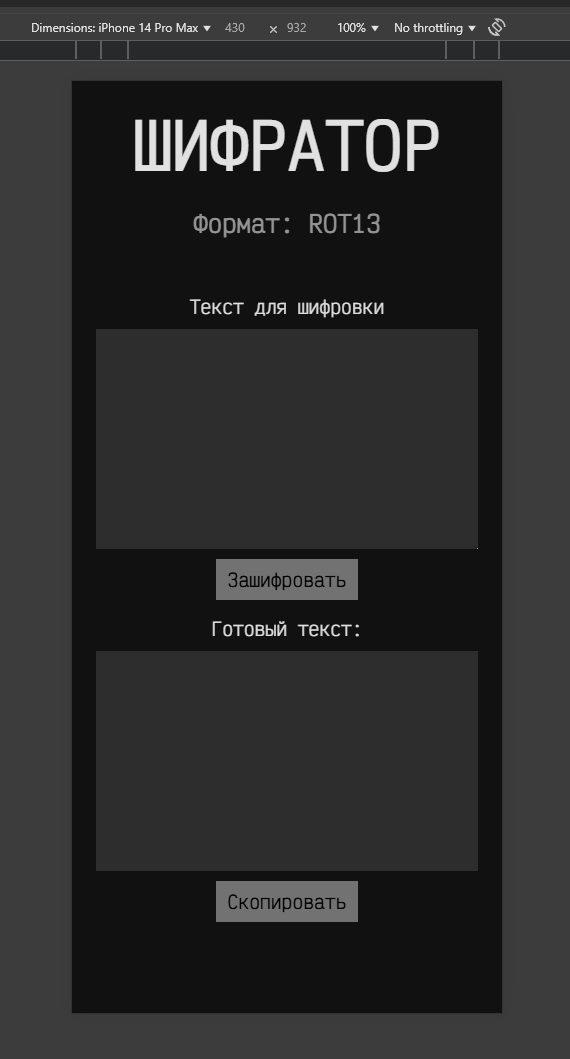 Dimensions: iPhone 14 Pro Max 430 × 932 100% No throttling
ШИФРАТОР
Формат: ROT13
Текст для шифровки
Зашифровать
Готовый текст:
Скопировать